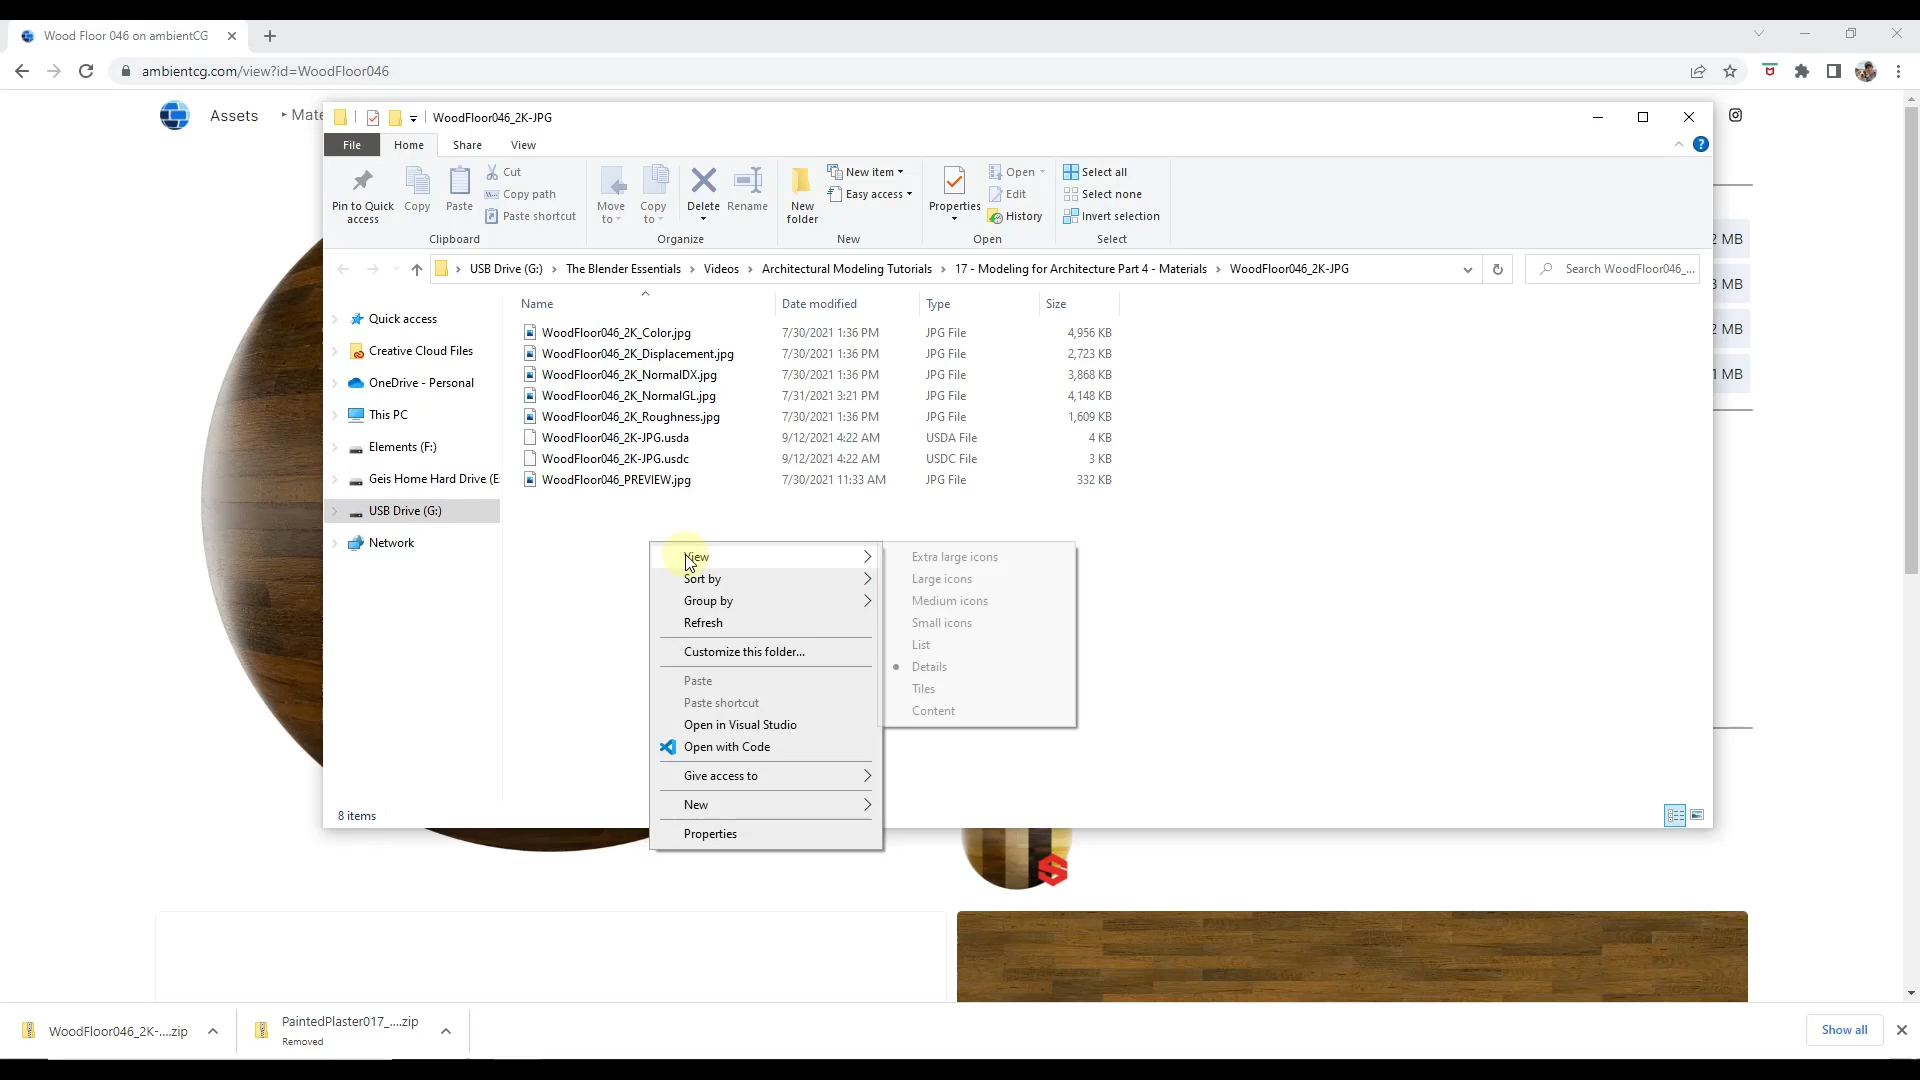 Wood Floor 046 on ambientCG
ambientcg.com/view?id=WoodFloor046
Assets
Mate
WoodFloor046_2K-JPG
File
Home
Share
View
Pin to Quick access
Copy
Paste
Cut
Copy path
Paste shortcut
Clipboard
Move to
Copy to
Delete
Rename
Organize
New folder
New item
Easy access
New
Properties
Open
Edit
History
Open
Select all
Select none
Invert selection
Select
2 MB
USB Drive (G:) › The Blender Essentials › Videos › Architectural Modeling Tutorials › 17 - Modeling for Architecture Part 4 - Materials › WoodFloor046_2K-JPG
Search WoodFloor046_...
MB
2 MB
1 MB
Name Date modified Type Size
Quick access
Creative Cloud Files
OneDrive - Personal
This PC
Elements (F:)
Geis Home Hard Drive (E
USB Drive (G:)
Network
WoodFloor046_2K_Color.jpg 7/30/2021 1:36 PM JPG File 4,956 KB
WoodFloor046_2K_Displacement.jpg 7/30/2021 1:36 PM JPG File 2,723 KB
WoodFloor046_2K_NormalDX.jpg 7/30/2021 1:36 PM JPG File 3,868 KB
WoodFloor046_2K_NormalGL.jpg 7/31/2021 3:21 PM JPG File 4,148 KB
WoodFloor046_2K_Roughness.jpg 7/30/2021 1:36 PM JPG File 1,609 KB
WoodFloor046_2K-JPG.usda 9/12/2021 4:22 AM USDA File 4 KB
WoodFloor046_2K-JPG.usdc 9/12/2021 4:22 AM USDC File 3 KB
WoodFloor046_PREVIEW.jpg 7/30/2021 11:33 AM JPG File 332 KB
View
Sort by
Group by
Refresh
Customize this folder...
Paste
Paste shortcut
Open in Visual Studio
Open with Code
Give access to
New
Properties
Extra large icons
Large icons
Medium icons
Small icons
List
Details
Tiles
Content
8 items
WoodFloor046_2K-....zip
PaintedPlaster017_....zip
Removed
Show all